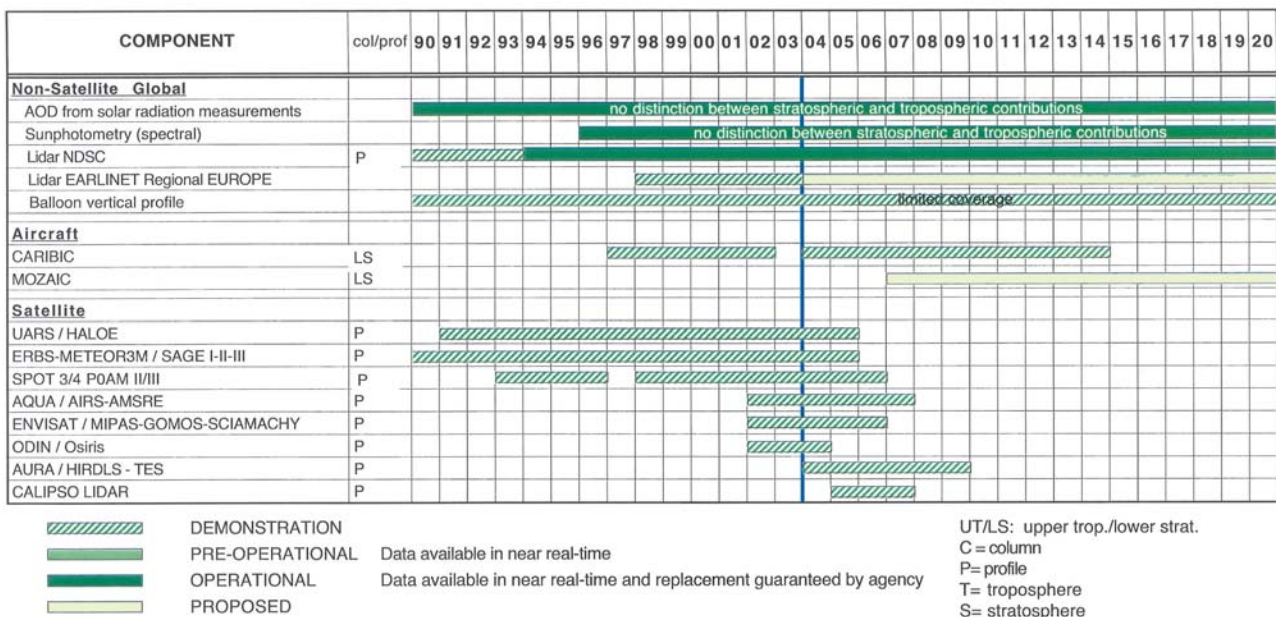 COMPONENT col/prof 90 91 92 93 94 95 96 97 98 99 00 01 02 03 04 05 06 07 08 09 10 11 12 13 14 15 16 17 18 19 20
Non-Satellite Global
AOD from solar radiation measurements no distinction between stratospheric and tropospheric contributions
Sunphotometry (spectral) no distinction between stratospheric and tropospheric contributions
Lidar NDSC P
Lidar EARLINET Regional EUROPE
Balloon vertical profile limited coverage
Aircraft
CARIBIC LS
MOZAIC LS
Satellite
UARS / HALOE P
ERBS-METEOR3M / SAGE I-II-III P
SPOT 3/4 P0AM II/III P
AQUA / AIRS-AMSRE P
ENVISAT / MIPAS-GOMOS-SCIAMACHY P
ODIN / Osiris P
AURA / HIRDLS - TES P
CALIPSO LIDAR P
DEMONSTRATION
PRE-OPERATIONAL Data available in near real-time
OPERATIONAL Data available in near real-time and replacement guaranteed by agency
PROPOSED
UT/LS: upper trop./lower strat.
C = column
P= profile
T= troposphere
S= stratosphere